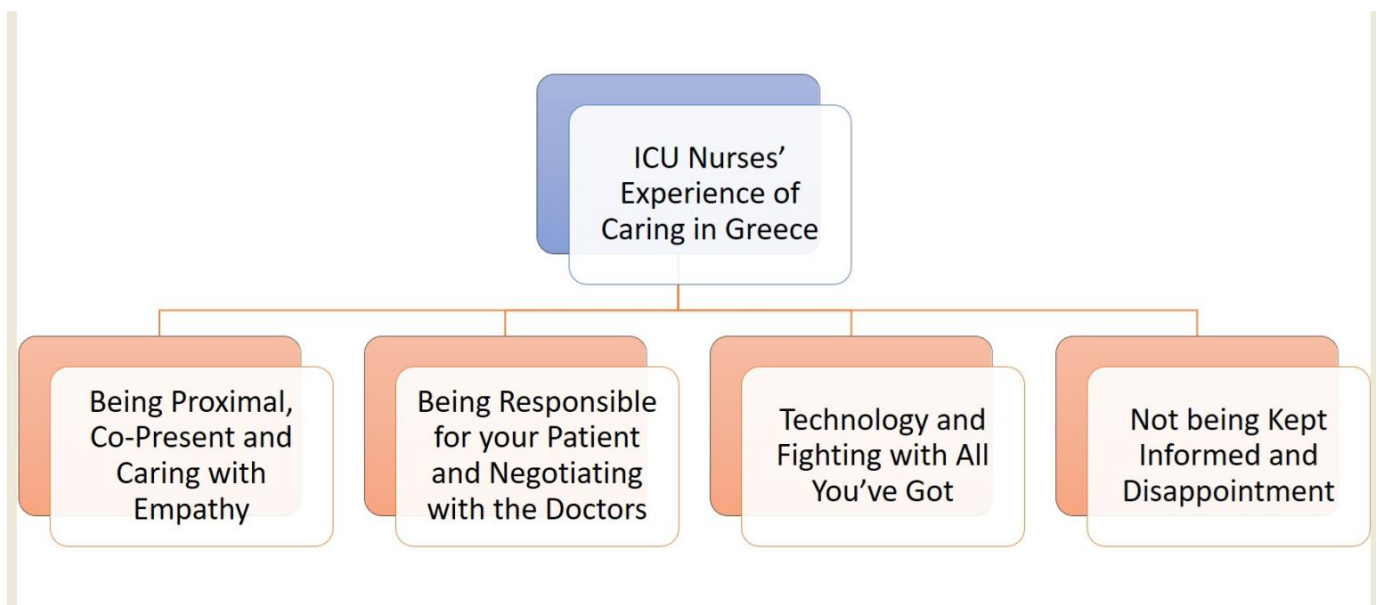 ICU Nurses’
Experience of
Caring in Greece
Being Proximal,
Co-Present and
Caring with
Empathy
Being Responsible
for your Patient
and Negotiating
with the Doctors
Technology and
Fighting with All
You’ve Got
Not being Kept
Informed and
Disappointment